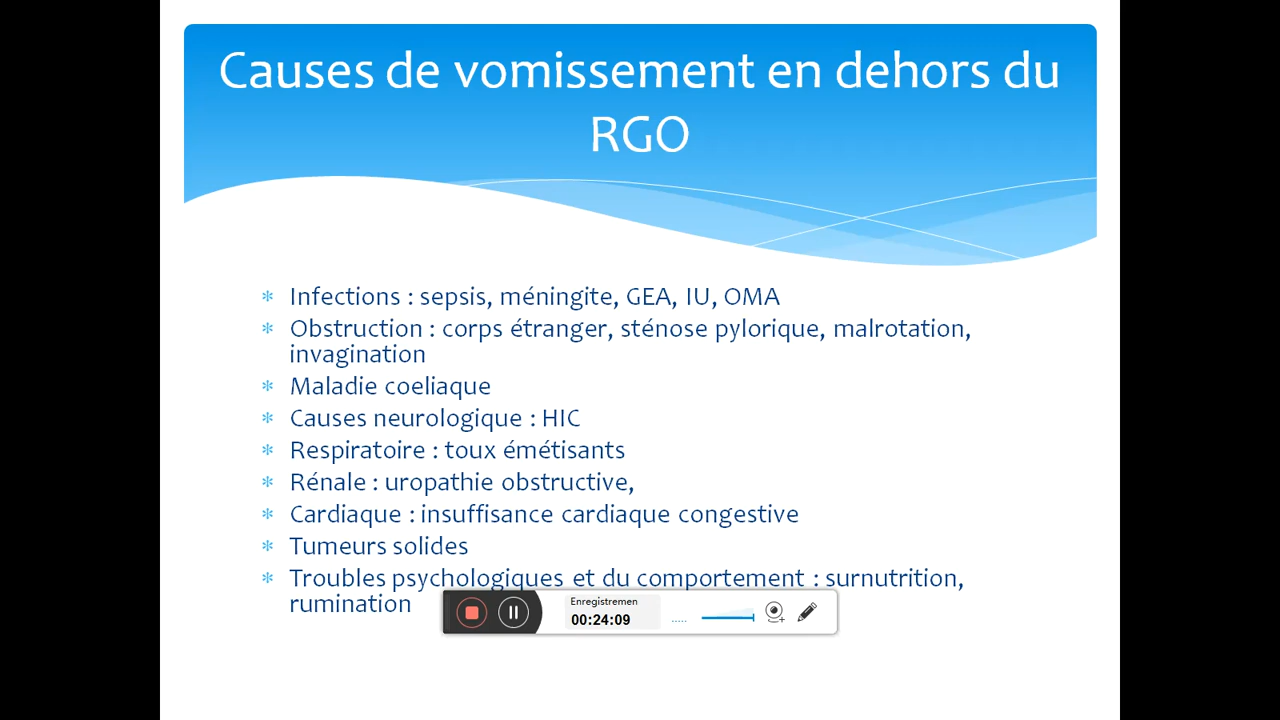 Causes de vomissement en dehors du
RGO
* Infections : sepsis, méningite, GEA, IU, OMA
* Obstruction : corps étranger, sténose pylorique, malrotation,
invagination
* Maladie coeliaque
* Causes neurologique : HIC
* Respiratoire : toux émétisants
* Rénale : uropathie obstructive,
* Cardiaque : insuffisance cardiaque congestive
* Tumeurs solides
* Troubles psychologiques et du comportement : surnutrition,
rumination
Enregistremen
00:24:09